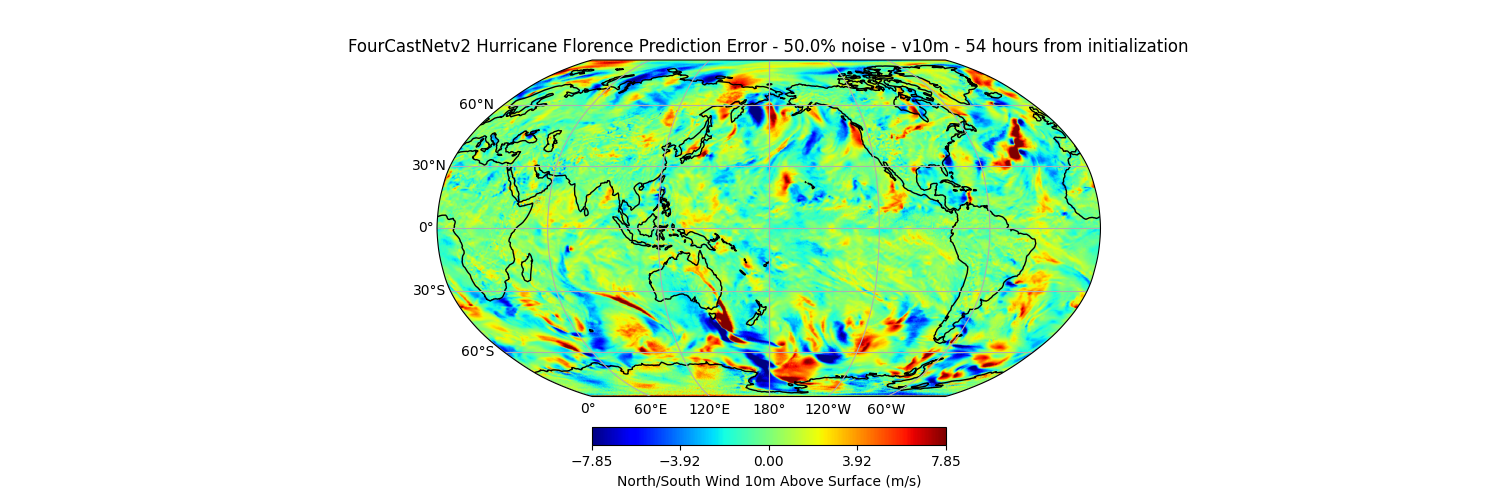 FourCastNetv2 Hurricane Florence Prediction Error - 50.0% noise - v10m - 54 hours from initialization
60°N
30°N
0°
30°S
60°S
0° 60°E 120°E 180° 120°W 60°W
−7.85 −3.92 0.00 3.92 7.85
North/South Wind 10m Above Surface (m/s)